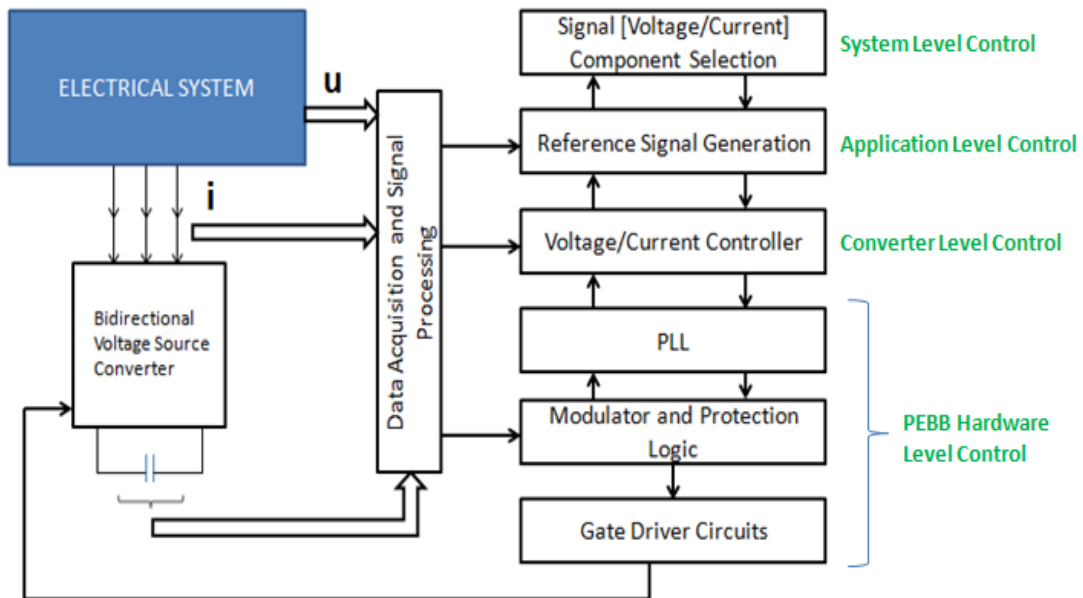 ELECTRICAL SYSTEM
u
i
Bidirectional
Voltage Source
Converter
Data Acquisition and Signal
Processing
Signal [Voltage/Current]
Component Selection
System Level Control
Reference Signal Generation
Application Level Control
Voltage/Current Controller
Converter Level Control
PLL
Modulator and Protection
Logic
PEBB Hardware
Level Control
Gate Driver Circuits